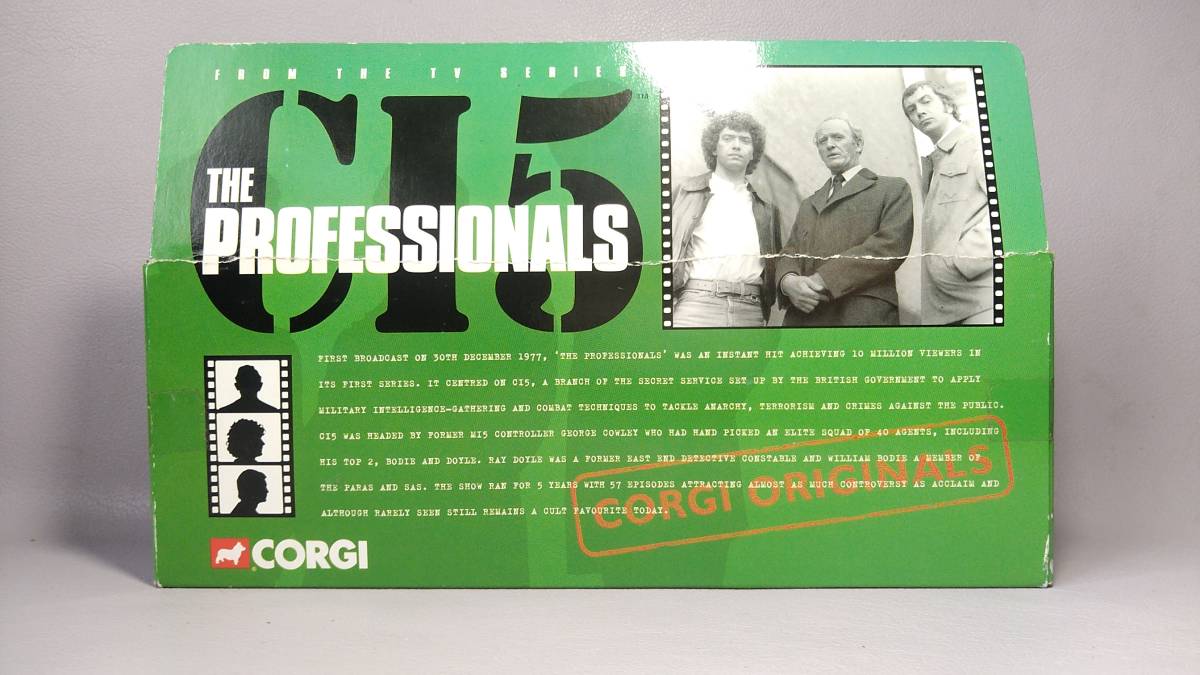 FROM THE TV SERIES
CI5
TM
THE
PROFESSIONALS
FIRST BROADCAST ON 30TH DECEMBER 1977, 'THE PROFESSIONALS' WAS AN INSTANT HIT ACHIEVING 10 MILLION VIEWERS IN
ITS FIRST SERIES. IT CENTRED ON CI5, A BRANCH OF THE SECRET SERVICE SET UP BY THE BRITISH GOVERNMENT TO APPLY
MILITARY INTELLIGENCE-GATHERING AND COMBAT TECHNIQUES TO TACKLE ANARCHY, TERRORISM AND CRIMES AGAINST THE PUBLIC.
CI5 WAS HEADED BY FORMER MI5 CONTROLLER GEORGE COWLEY WHO HAD HAND PICKED AN ELITE SQUAD OF 40 AGENTS, INCLUDING
HIS TOP 2, BODIE AND DOYLE. RAY DOYLE WAS A FORMER EAST END DETECTIVE CONSTABLE AND WILLIAM BODIE A MEMBER OF
THE PARAS AND SAS. THE SHOW RAN FOR 5 YEARS WITH 57 EPISODES ATTRACTING ALMOST AS MUCH CONTROVERSY AS ACCLAIM AND
ALTHOUGH RARELY SEEN STILL REMAINS A CULT FAVOURITE TODAY.
CORGI ORIGINALS
CORGI